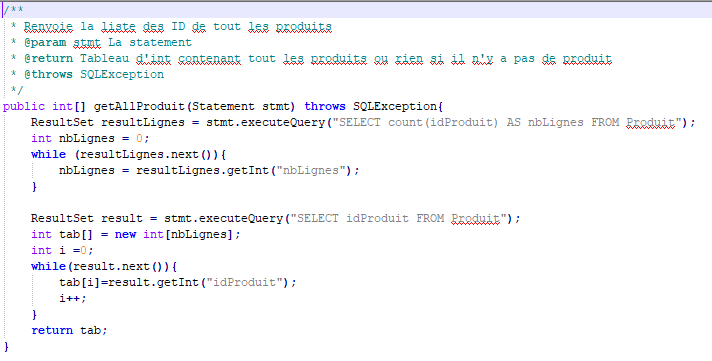 /**
 * Renvoie la liste des ID de tout les produits
 * @param stmt La statement
 * @return Tableau d'int contenant tout les produits ou rien si il n'y a pas de produit
 * @throws SQLException
 */
public int[] getAllProduit(Statement stmt) throws SQLException{
    ResultSet resultLignes = stmt.executeQuery("SELECT count(idProduit) AS nbLignes FROM Produit");
    int nbLignes = 0;
    while (resultLignes.next()){
        nbLignes = resultLignes.getInt("nbLignes");
    }
    ResultSet result = stmt.executeQuery("SELECT idProduit FROM Produit");
    int tab[] = new int[nbLignes];
    int i =0;
    while(result.next()){
        tab[i]=result.getInt("idProduit");
        i++;
    }
    return tab;
}